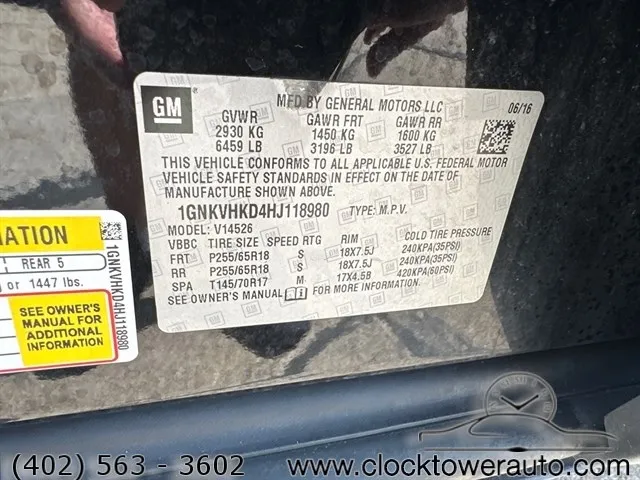 GM
MFD BY GENERAL MOTORS LLC
06/16
GVWR GAWR FRT GAWR RR
2930 KG 1450 KG 1600 KG
6459 LB 3196 LB 3527 LB
THIS VEHICLE CONFORMS TO ALL APPLICABLE U.S. FEDERAL MOTOR
VEHICLE SAFETY STANDARDS IN EFFECT ON THE DATE OF
MANUFACTURE SHOWN ABOVE.
1GNKVHKD4HJ118980 TYPE: M.P.V.
MODEL: V14526
VBBC TIRE SIZE SPEED RTG RIM COLD TIRE PRESSURE
FRT P255/65R18 S 18X7.5J 240KPA(35PSI)
RR P255/65R18 S 18X7.5J 240KPA(35PSI)
SPA T145/70R17 M 17X4.5B 420KPA(60PSI)
SEE OWNER'S MANUAL FOR MORE INFORMATION.
MATION
REAR 5
or 1447 lbs.
SEE OWNER'S
MANUAL FOR
ADDITIONAL
INFORMATION
1GNKVHKD4HJ118980
(402) 563 - 3602 www.clocktowerauto.com